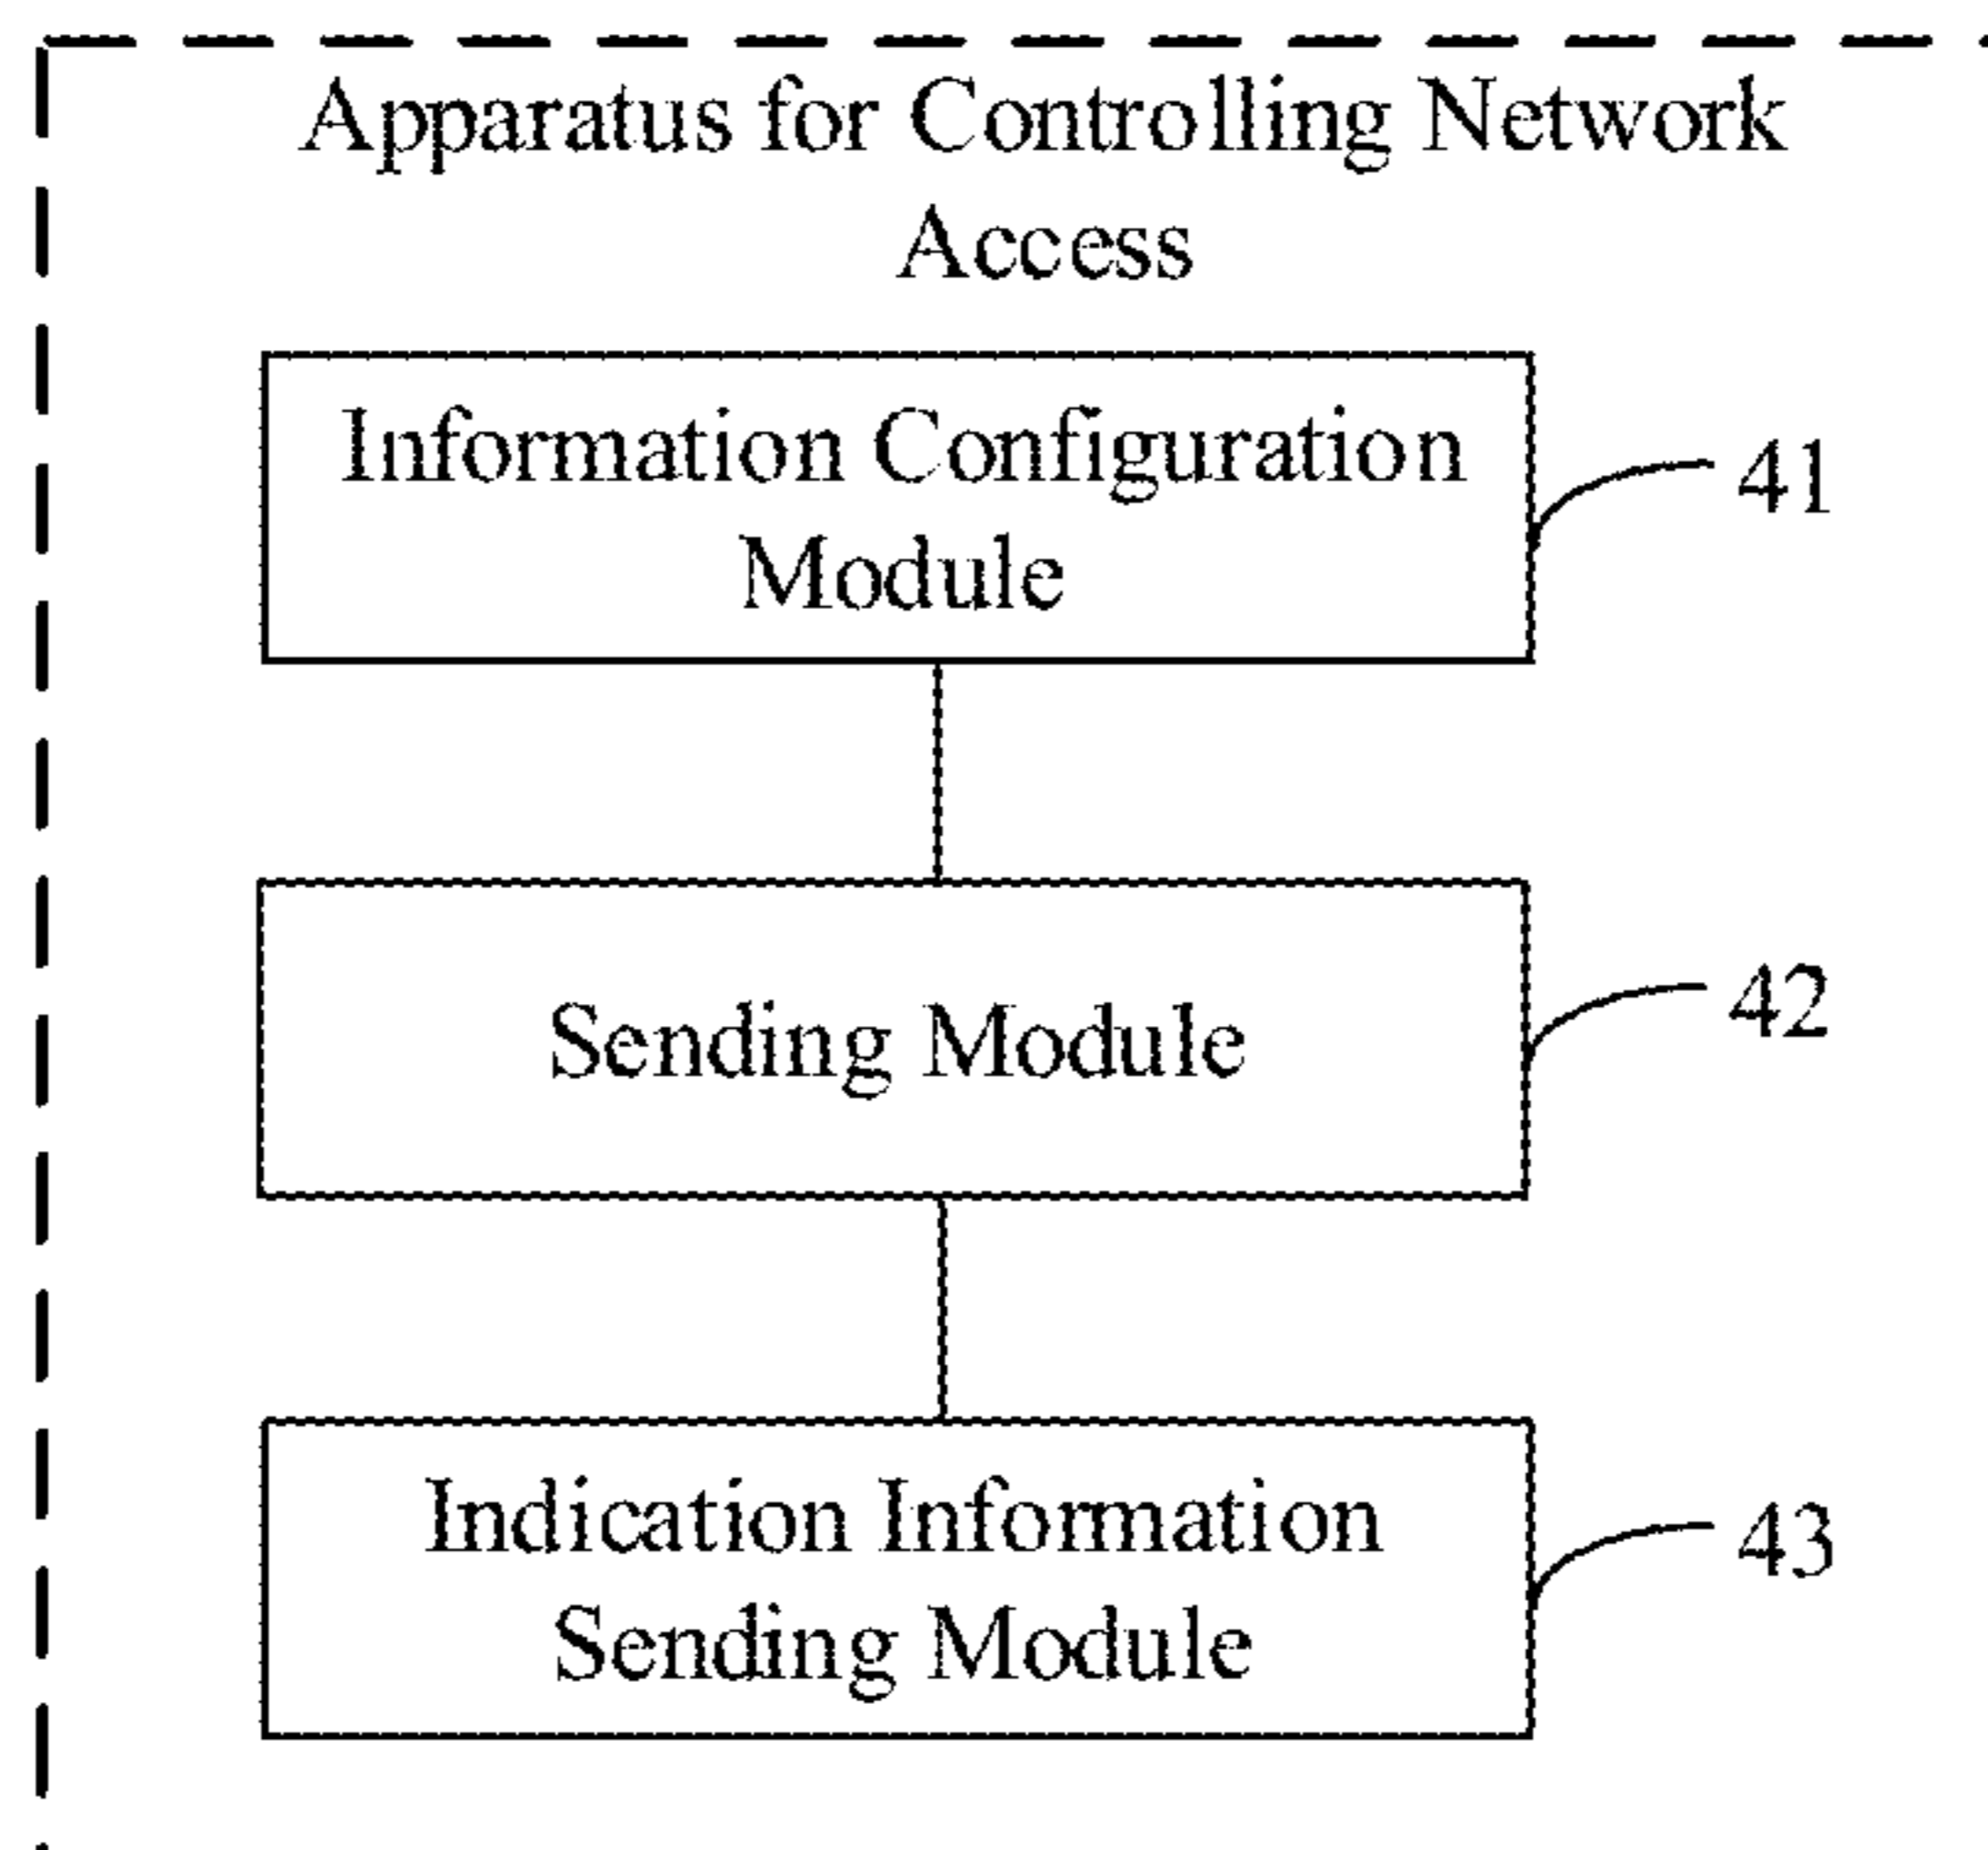 Apparatus for Controlling Network
Access
Information Configuration
Module
41
Sending Module
42
Indication Information
Sending Module
43